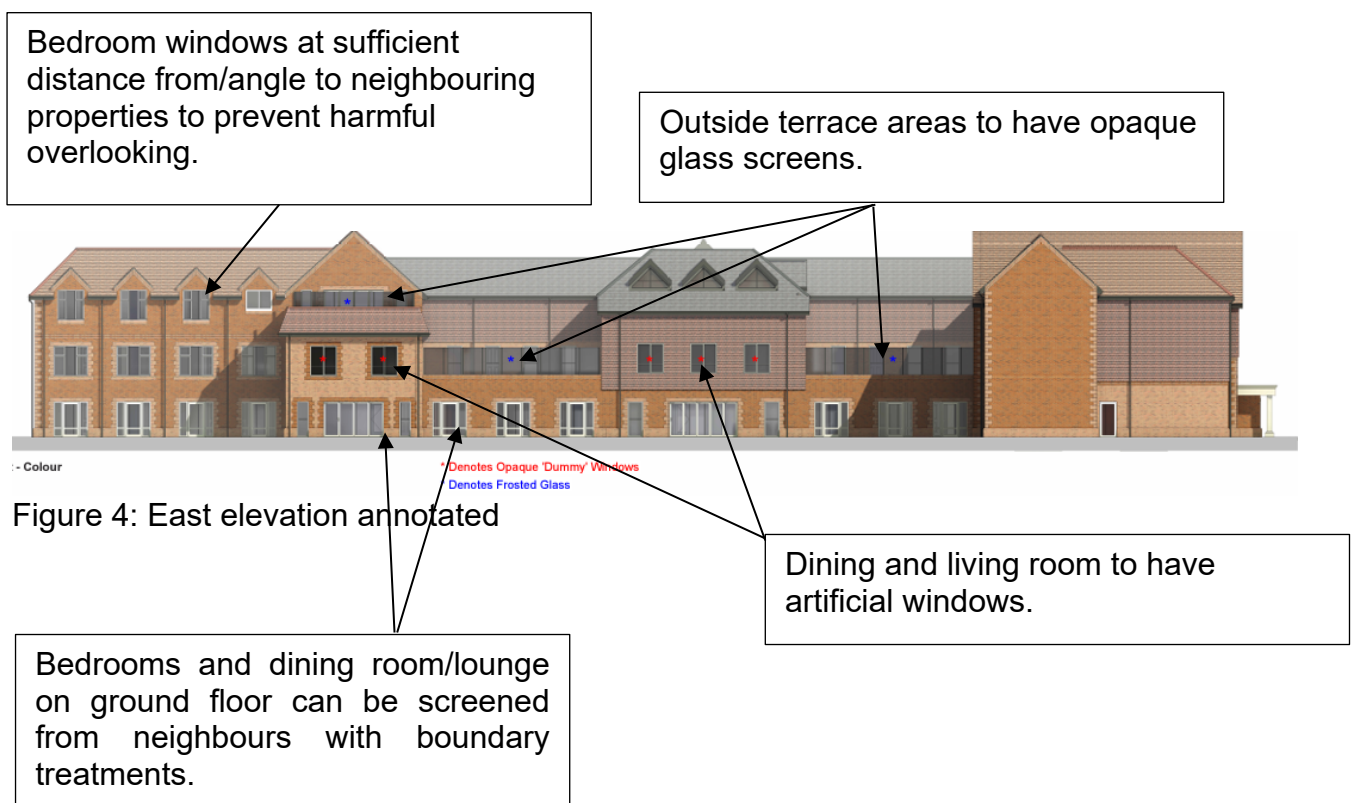 Bedroom windows at sufficient
distance from/angle to neighbouring
properties to prevent harmful
overlooking.
Outside terrace areas to have opaque
glass screens.
*
*
*
*
*
*
*
*
: - Colour
* Denotes Opaque 'Dummy' Windows
* Denotes Frosted Glass
Figure 4: East elevation annotated
Dining and living room to have
artificial windows.
Bedrooms and dining room/lounge
on ground floor can be screened
from neighbours with boundary
treatments.